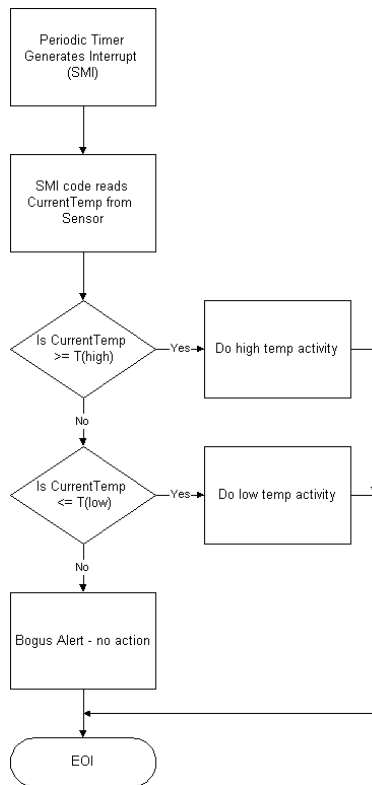 Periodic Timer
Generates Interrupt
(SMI)
SMI code reads
CurrentTemp from
Sensor
Is CurrentTemp
>= T(high)
Yes
Do high temp activity
No
Is CurrentTemp
<= T(low)
Yes
Do low temp activity
No
Bogus Alert - no action
EOI